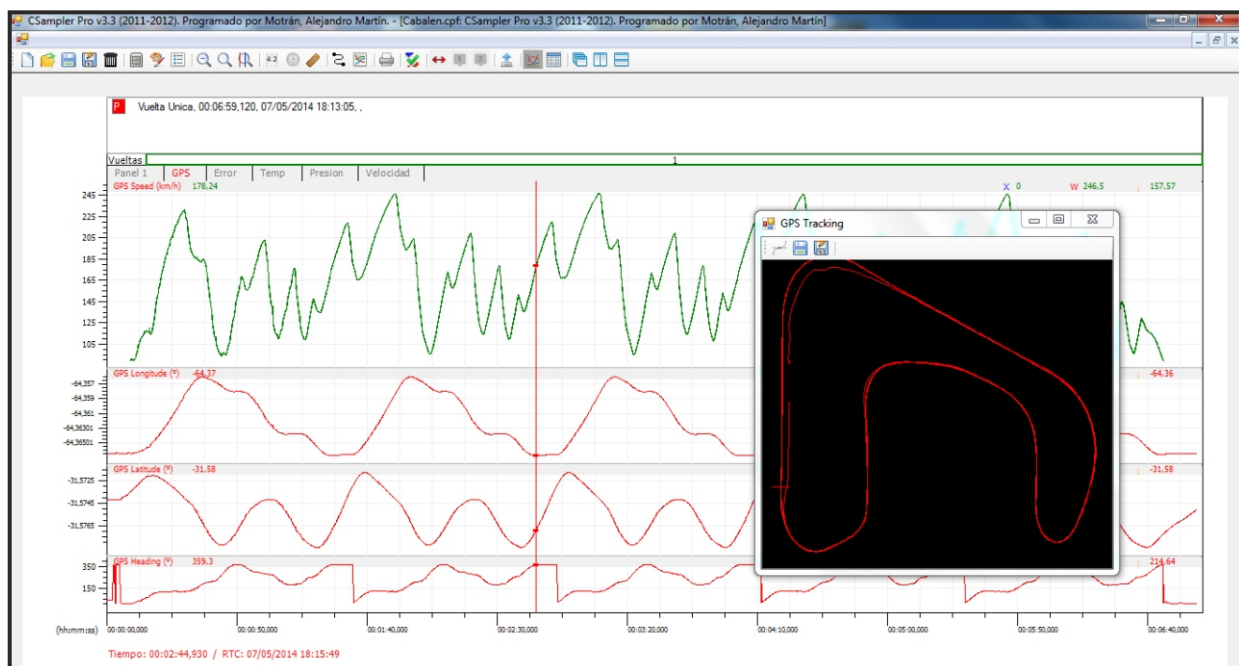 CSampler Pro v3.3 (2011-2012). Programado por Motrán, Alejandro Martín. - [Cabalen.cpf: CSampler Pro v3.3 (2011-2012). Programado por Motrán, Alejandro Martín]
4.2
P Vuelta Unica, 00:06:59,120, 07/05/2014 18:13:05, ,
Vueltas 1
Panel 1 GPS Error Temp Presion Velocidad
GPS Speed (km/h) 178,24 X 0 W 246,5 157,57
245
225
205
185
165
145
125
105
GPS Tracking
GPS Longitude (º) -64,37 -64,36
-64,357
-64,359
-64,361
-64,36301
-64,36501
GPS Latitude (º) -31,58 -31,58
-31,5725
-31,5745
-31,5765
GPS Heading (º) 359,3 214,64
350
150
(hh:mm:ss) 00:00:00,000 00:00:50,000 00:01:40,000 00:02:30,000 00:03:20,000 00:04:10,000 00:05:00,000 00:05:50,000 00:06:40,000
Tiempo: 00:02:44,930 / RTC: 07/05/2014 18:15:49